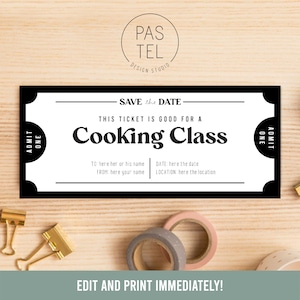 PAS
TEL
DESIGN STUDIO
SAVE the DATE
THIS TICKET IS GOOD FOR A
Cooking Class
TO: here her or his name
FROM: here your name
DATE: here the date
LOCATION: here the location
ADMIT
ONE
ADMIT
ONE
EDIT AND PRINT IMMEDIATELY!